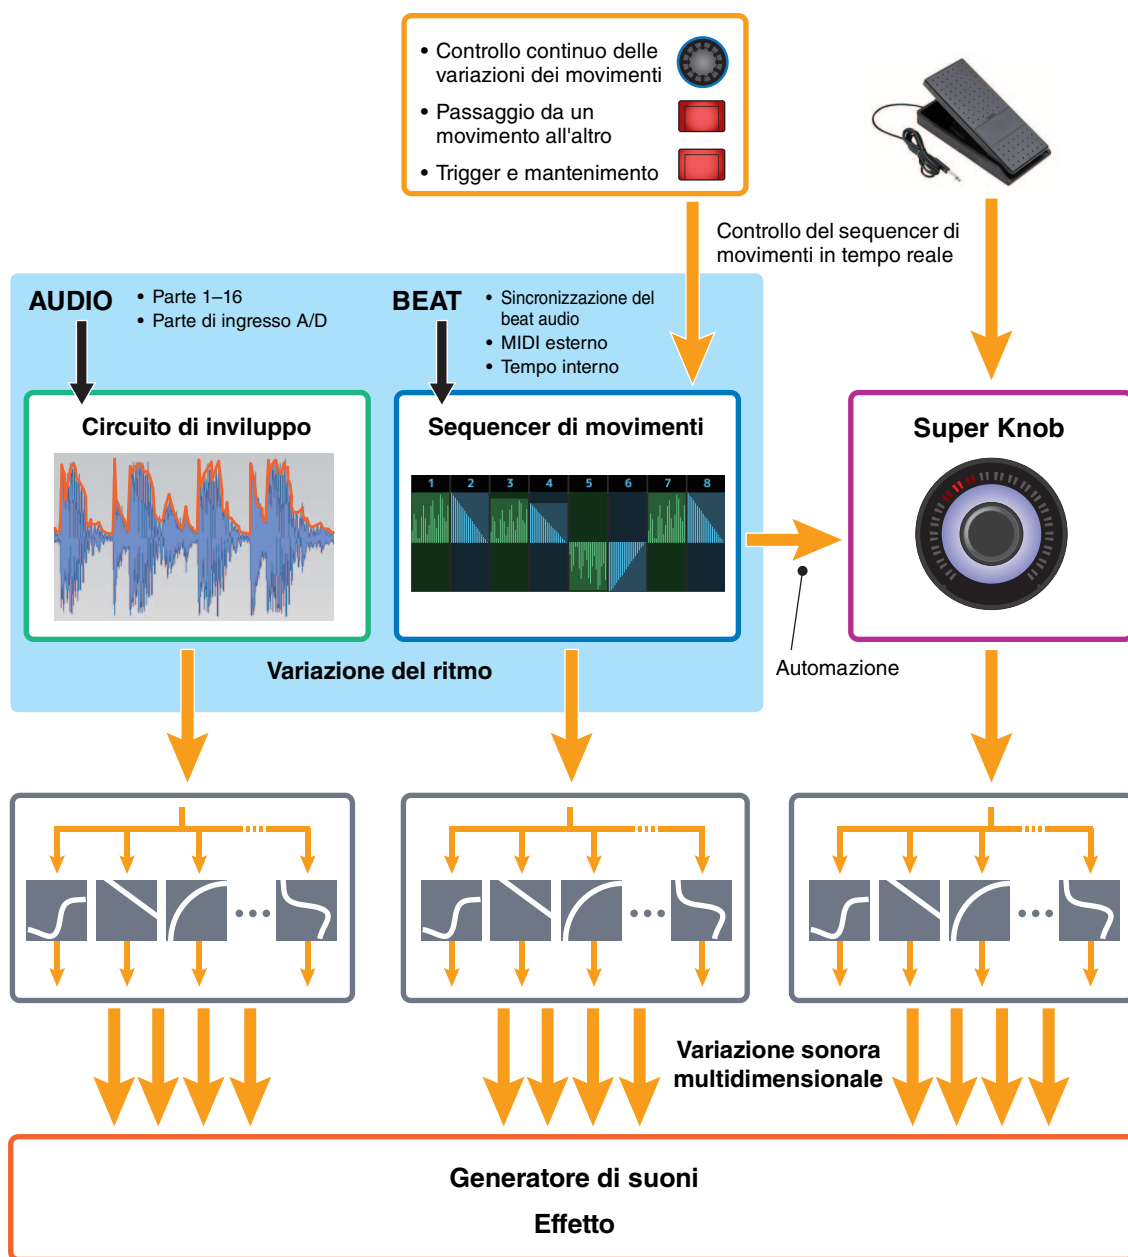 • Controllo continuo delle
variazioni dei movimenti
• Passaggio da un
movimento all'altro
• Trigger e mantenimento
Controllo del sequencer di
movimenti in tempo reale
AUDIO
• Parte 1–16
• Parte di ingresso A/D
BEAT
• Sincronizzazione del
beat audio
• MIDI esterno
• Tempo interno
Circuito di inviluppo
Sequencer di movimenti
1 2 3 4 5 6 7 8
Super Knob
Variazione del ritmo
Automazione
Variazione sonora
multidimensionale
Generatore di suoni
Effetto